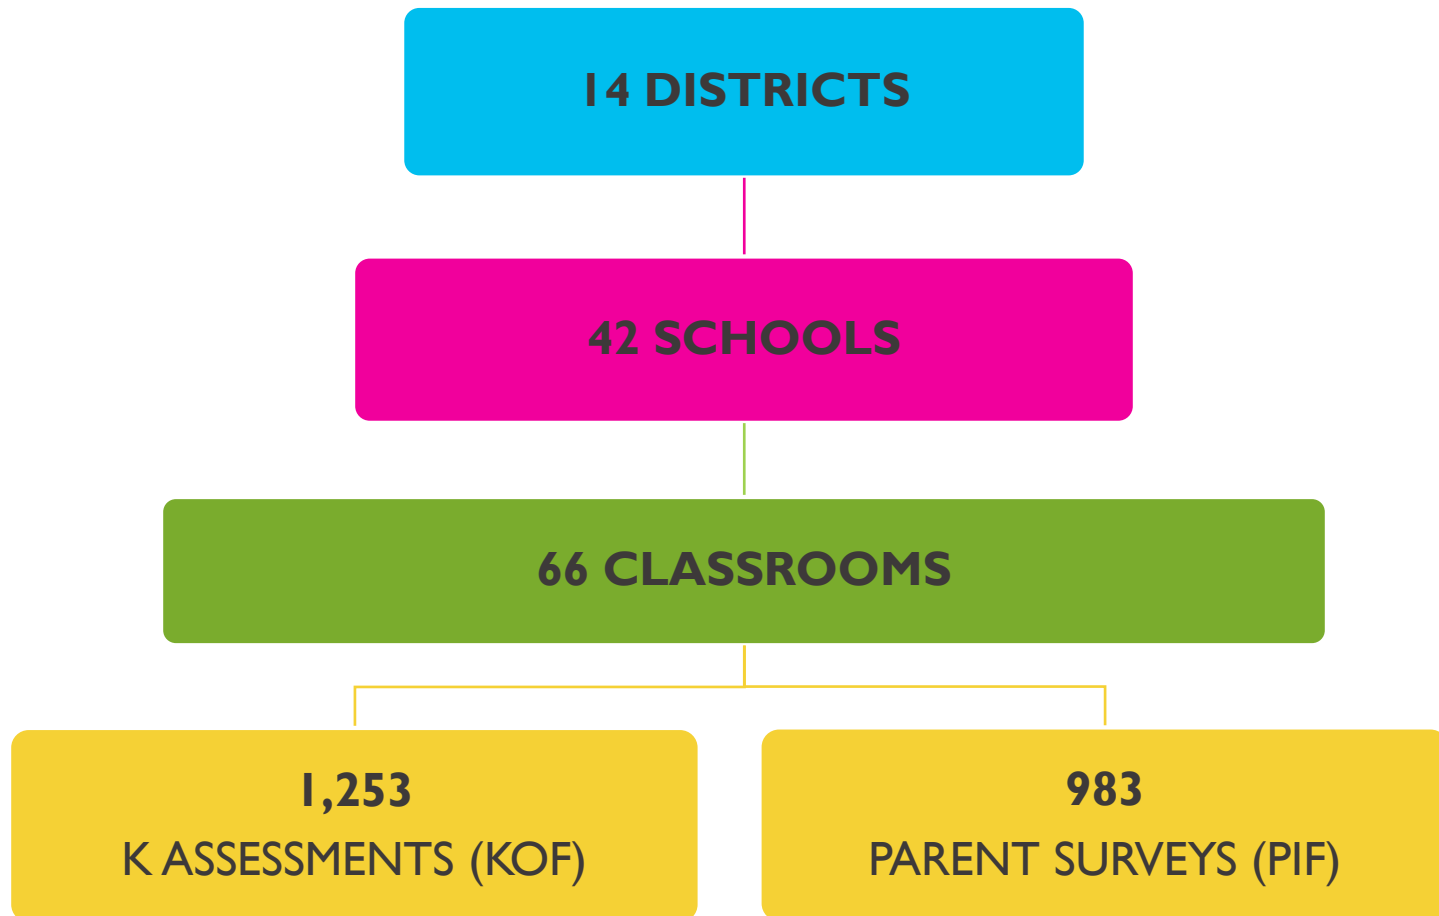 14 DISTRICTS
42 SCHOOLS
66 CLASSROOMS
1,253
K ASSESSMENTS (KOF)
983
PARENT SURVEYS (PIF)